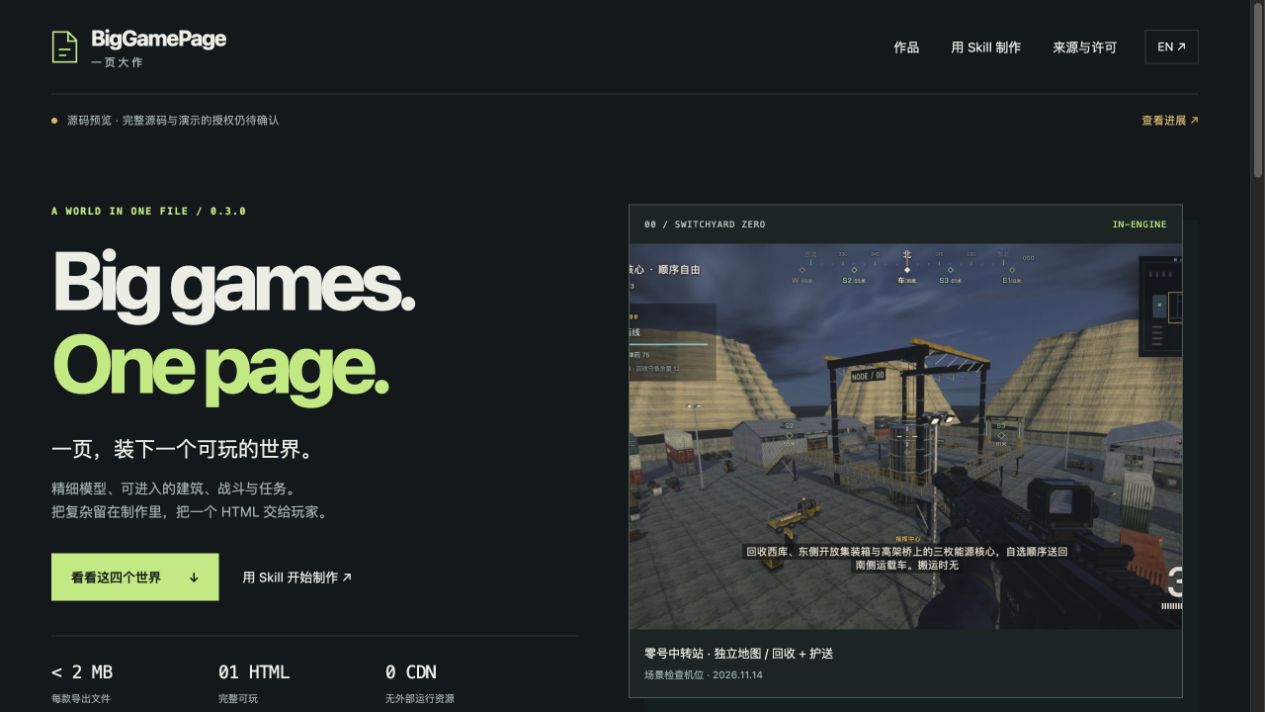 BigGamePage
一页大作
作品
用 Skill 制作
来源与许可
EN ↗
源码预览 · 完整源码与演示的授权仍待确认
查看进展 ↗
A WORLD IN ONE FILE / 0.3.0
Big games.
One page.
一页，装下一个可玩的世界。
精细模型、可进入的建筑、战斗与任务。
把复杂留在制作里，把一个 HTML 交给玩家。
看看这四个世界 ↓
用 Skill 开始制作 ↗
< 2 MB
每款导出文件
01 HTML
完整可玩
0 CDN
无外部运行资源
00 / SWITCHYARD ZERO
IN-ENGINE
北
核心 · 顺序自由
NODE / 00
S2
S3
指挥中心
回收西库、东侧开放集装箱与高架桥上的三枚能源核心，自选顺序送回
南侧运载车。搬运时无
3
零号中转站 · 独立地图 / 回收 + 护送
场景检查机位 · 2026.11.14